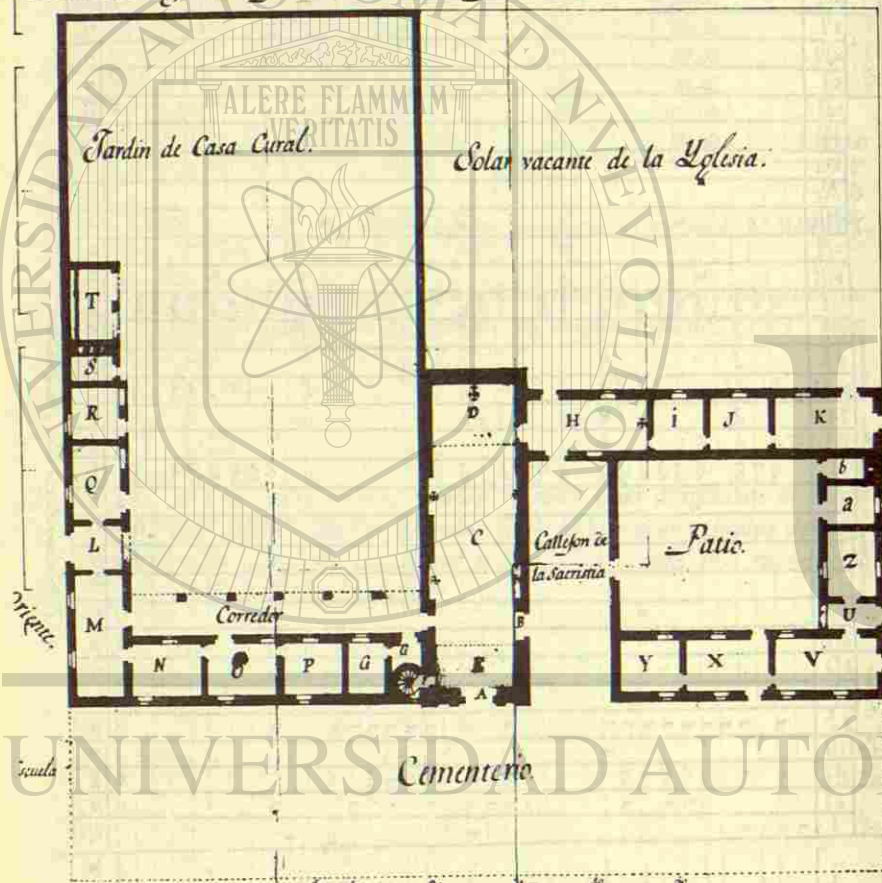 ALERE FLAMMAM
VERITATIS
Jardin de Casa Cural.
Solar vacante de la Yglesia.
T
S
R
Q
L
M
N
O
P
G
a
D
C
B
E
A
H
i
J
K
b
a
Z
U
Y
X
V
Callejon de
la Sacristia
Patio.
Corredor
Oriente.
Cementerio.
UNIVERSIDAD AUTÓ